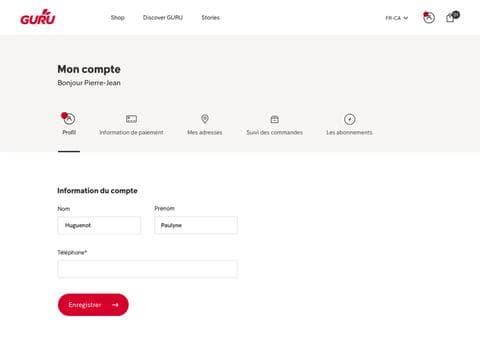 GURU
Shop Discover GURU Stories FR-CA
Mon compte
Bonjour Pierre-Jean
Profil Information de paiement Mes adresses Suivi des commandes Les abonnements
Information du compte
Nom Prénom
Huguenot Paulyne
Téléphone*
Enregistrer